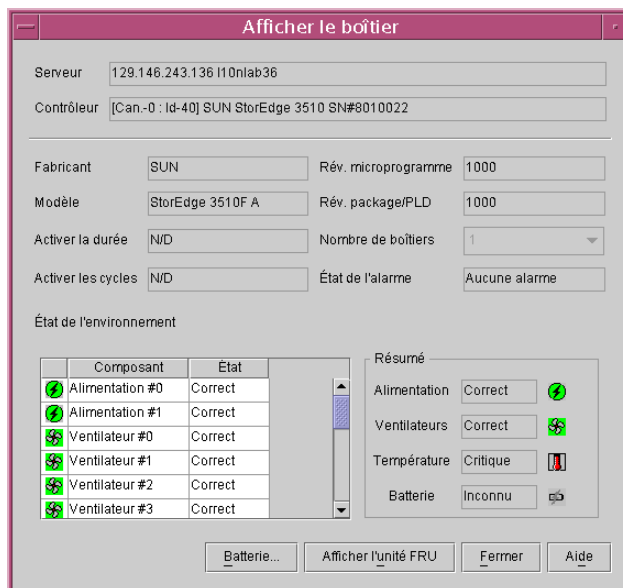 Afficher le boîtier
Serveur 129.146.243.136 l10nlab36
Contrôleur [Can.-0 : Id-40] SUN StorEdge 3510 SN#8010022
Fabricant SUN Rév. microprogramme 1000
Modèle StorEdge 3510F A Rév. package/PLD 1000
Activer la durée N/D Nombre de boîtiers 1
Activer les cycles N/D État de l'alarme Aucune alarme
État de l'environnement
Composant État
Alimentation #0 Correct
Alimentation #1 Correct
Ventilateur #0 Correct
Ventilateur #1 Correct
Ventilateur #2 Correct
Ventilateur #3 Correct
Résumé
Alimentation Correct
Ventilateurs Correct
Température Critique
Batterie Inconnu
Batterie... Afficher l'unité FRU Fermer Aide